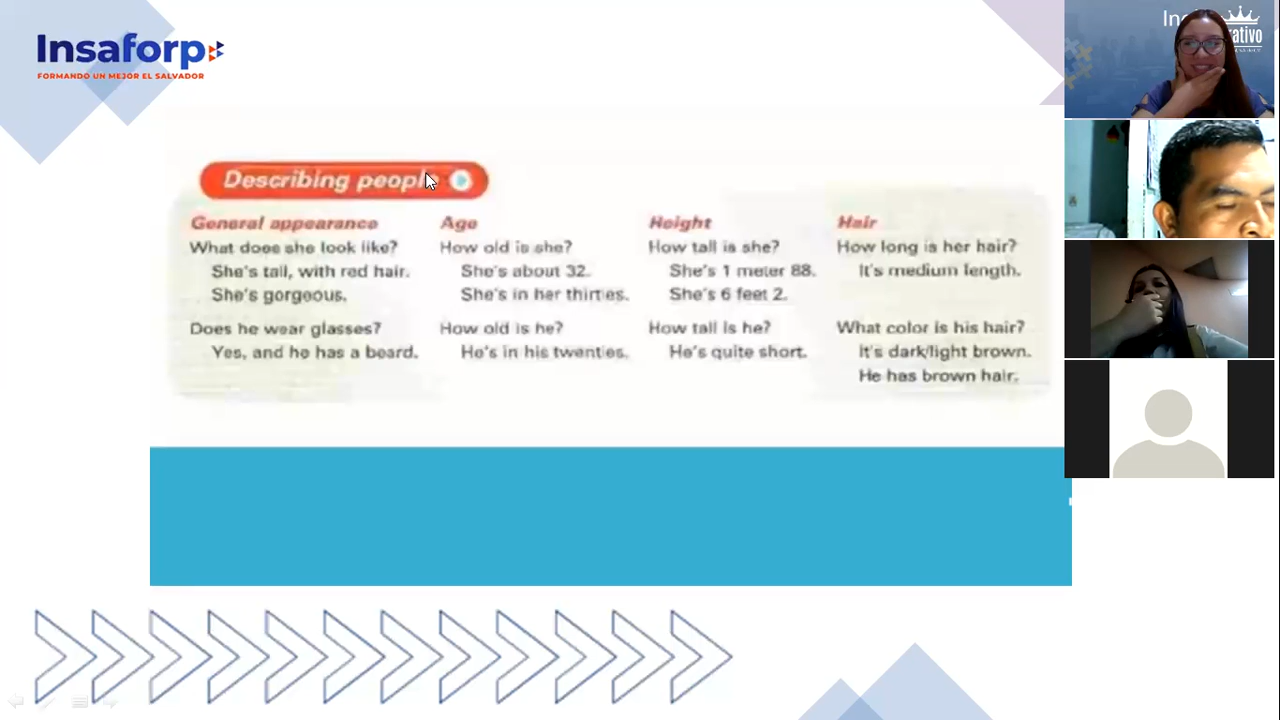 Insaforp
FORMANDO UN MEJOR EL SALVADOR
Describing people
General appearance
What does she look like?
She's tall, with red hair.
She's gorgeous.
Does he wear glasses?
Yes, and he has a beard.
Age
How old is she?
She's about 32.
She's in her thirties.
How old is he?
He's in his twenties.
Height
How tall is she?
She's 1 meter 88.
She's 6 feet 2.
How tall is he?
He's quite short.
Hair
How long is her hair?
It's medium length.
What color is his hair?
It's dark/light brown.
He has brown hair.